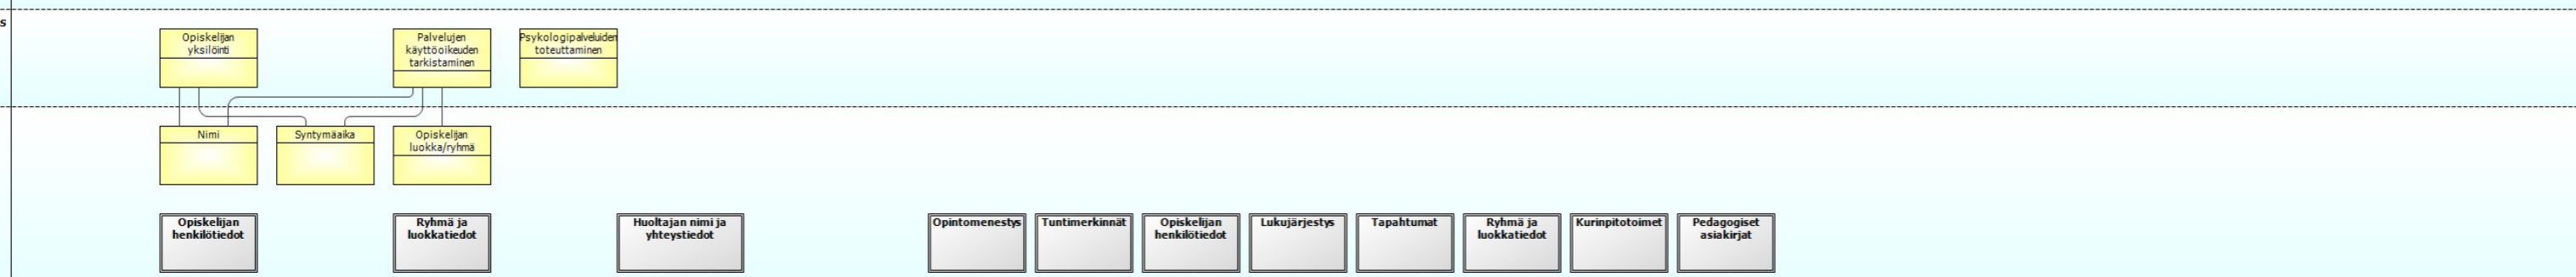 s
Opiskelijan
yksilöinti
Palvelujen
käyttöoikeuden
tarkistaminen
Psykologipalveluiden
toteuttaminen
Nimi
Syntymäaika
Opiskelijan
luokka/ryhmä
Opiskelijan
henkilötiedot
Ryhmä ja
luokkatiedot
Huoltajan nimi ja
yhteystiedot
Opintomenestys
Tuntimerkinnät
Opiskelijan
henkilötiedot
Lukujärjestys
Tapahtumat
Ryhmä ja
luokkatiedot
Kurinpitotoimet
Pedagogiset
asiakirjat